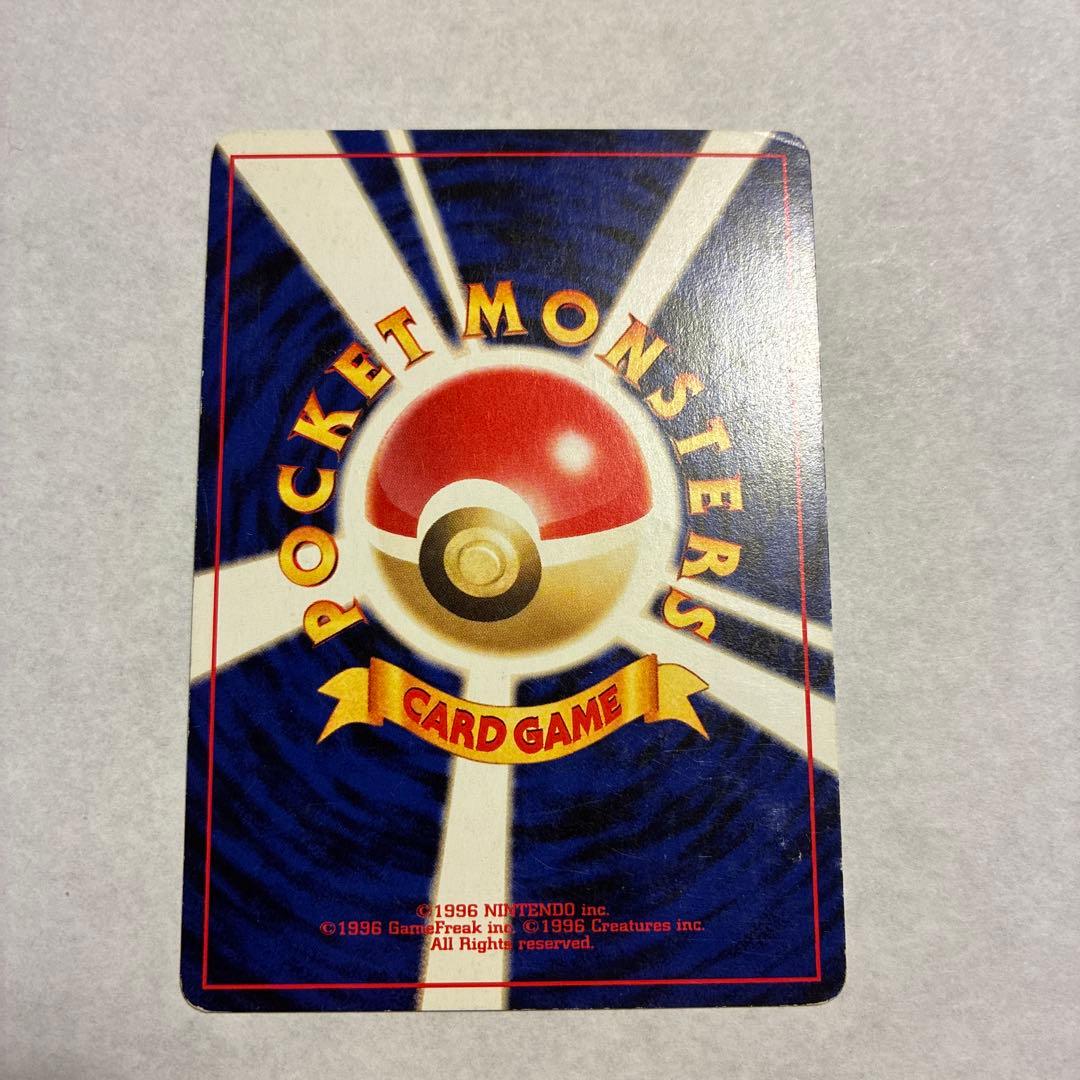 POCKET MONSTERS
CARD GAME
©1996 NINTENDO inc.
©1996 GameFreak inc. ©1996 Creatures inc.
All Rights reserved.